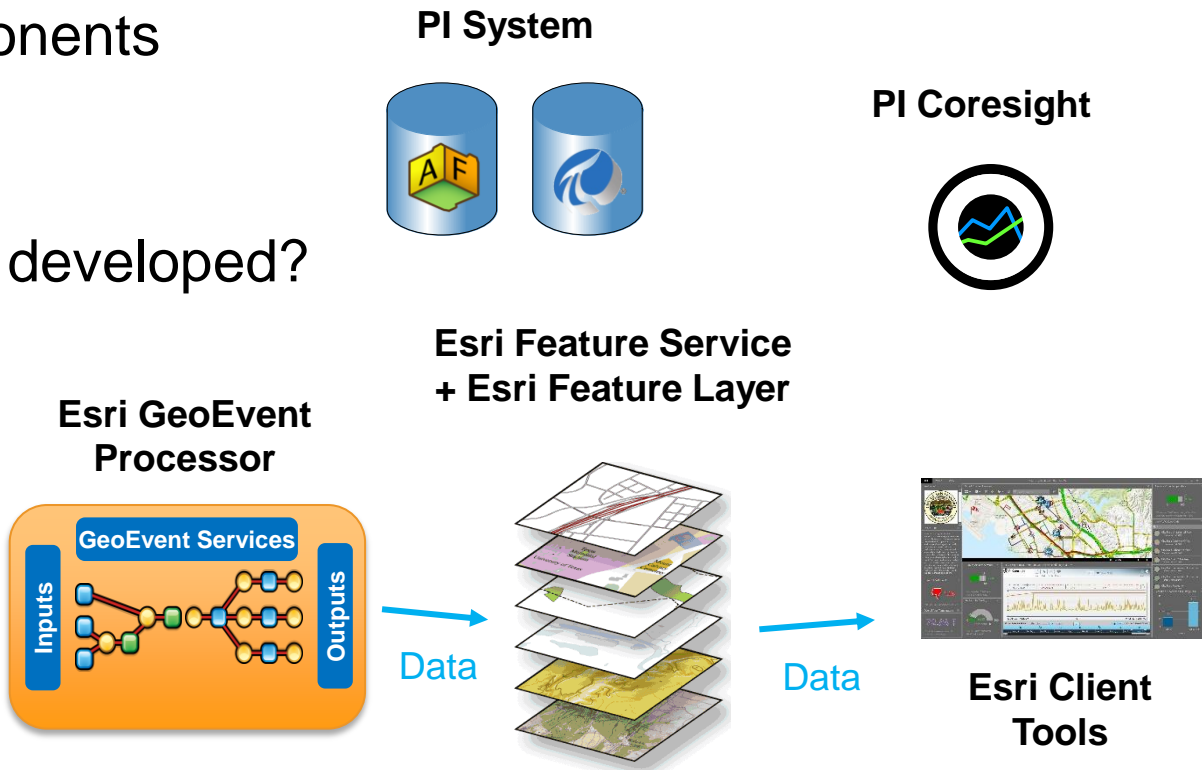 onents
PI System
PI Coresight
developed?
A F
Esri Feature Service
+ Esri Feature Layer
Esri GeoEvent
Processor
GeoEvent Services
Inputs
Outputs
Data
Data
Esri Client
Tools